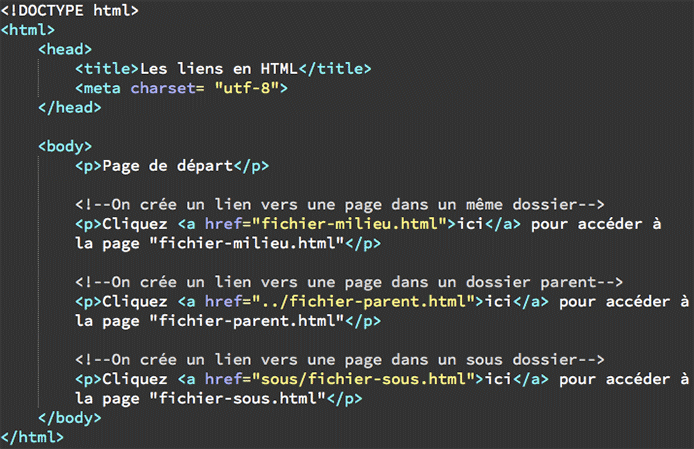 <!DOCTYPE html>
<html>
<head>
<title>Les liens en HTML</title>
<meta charset= "utf-8">
</head>
<body>
<p>Page de départ</p>
<!--On crée un lien vers une page dans un même dossier-->
<p>Cliquez <a href="fichier-milieu.html">ici</a> pour accéder à
la page "fichier-milieu.html"</p>
<!--On crée un lien vers une page dans un dossier parent-->
<p>Cliquez <a href="../fichier-parent.html">ici</a> pour accéder à
la page "fichier-parent.html"</p>
<!--On crée un lien vers une page dans un sous dossier-->
<p>Cliquez <a href="sous/fichier-sous.html">ici</a> pour accéder à
la page "fichier-sous.html"</p>
</body>
</html>